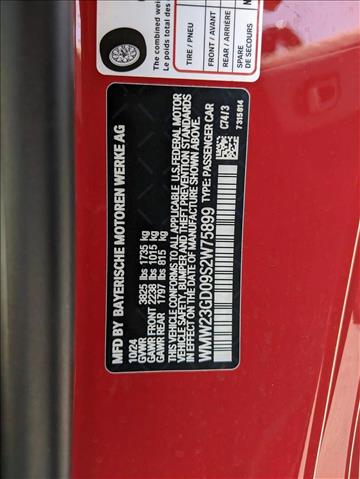 The combined wei
Le poids total des
TIRE / PNEU
FRONT / AVANT
REAR / ARRIÈRE
SPARE
DE SECOURS
MFD BY BAYERISCHE MOTOREN WERKE AG
10/24
GVWR 3825 lbs 1735 kg
GAWR FRONT 2238 lbs 1015 kg
GAWR REAR 1797 lbs 815 kg
THIS VEHICLE CONFORMS TO ALL APPLICABLE U.S.FEDERAL MOTOR
VEHICLE SAFETY, BUMPER AND THEFT PREVENTION STANDARDS
IN EFFECT ON THE DATE OF MANUFACTURE SHOWN ABOVE.
WMW23GD09S2W75899 TYPE: PASSENGER CAR
C74/3
7315814